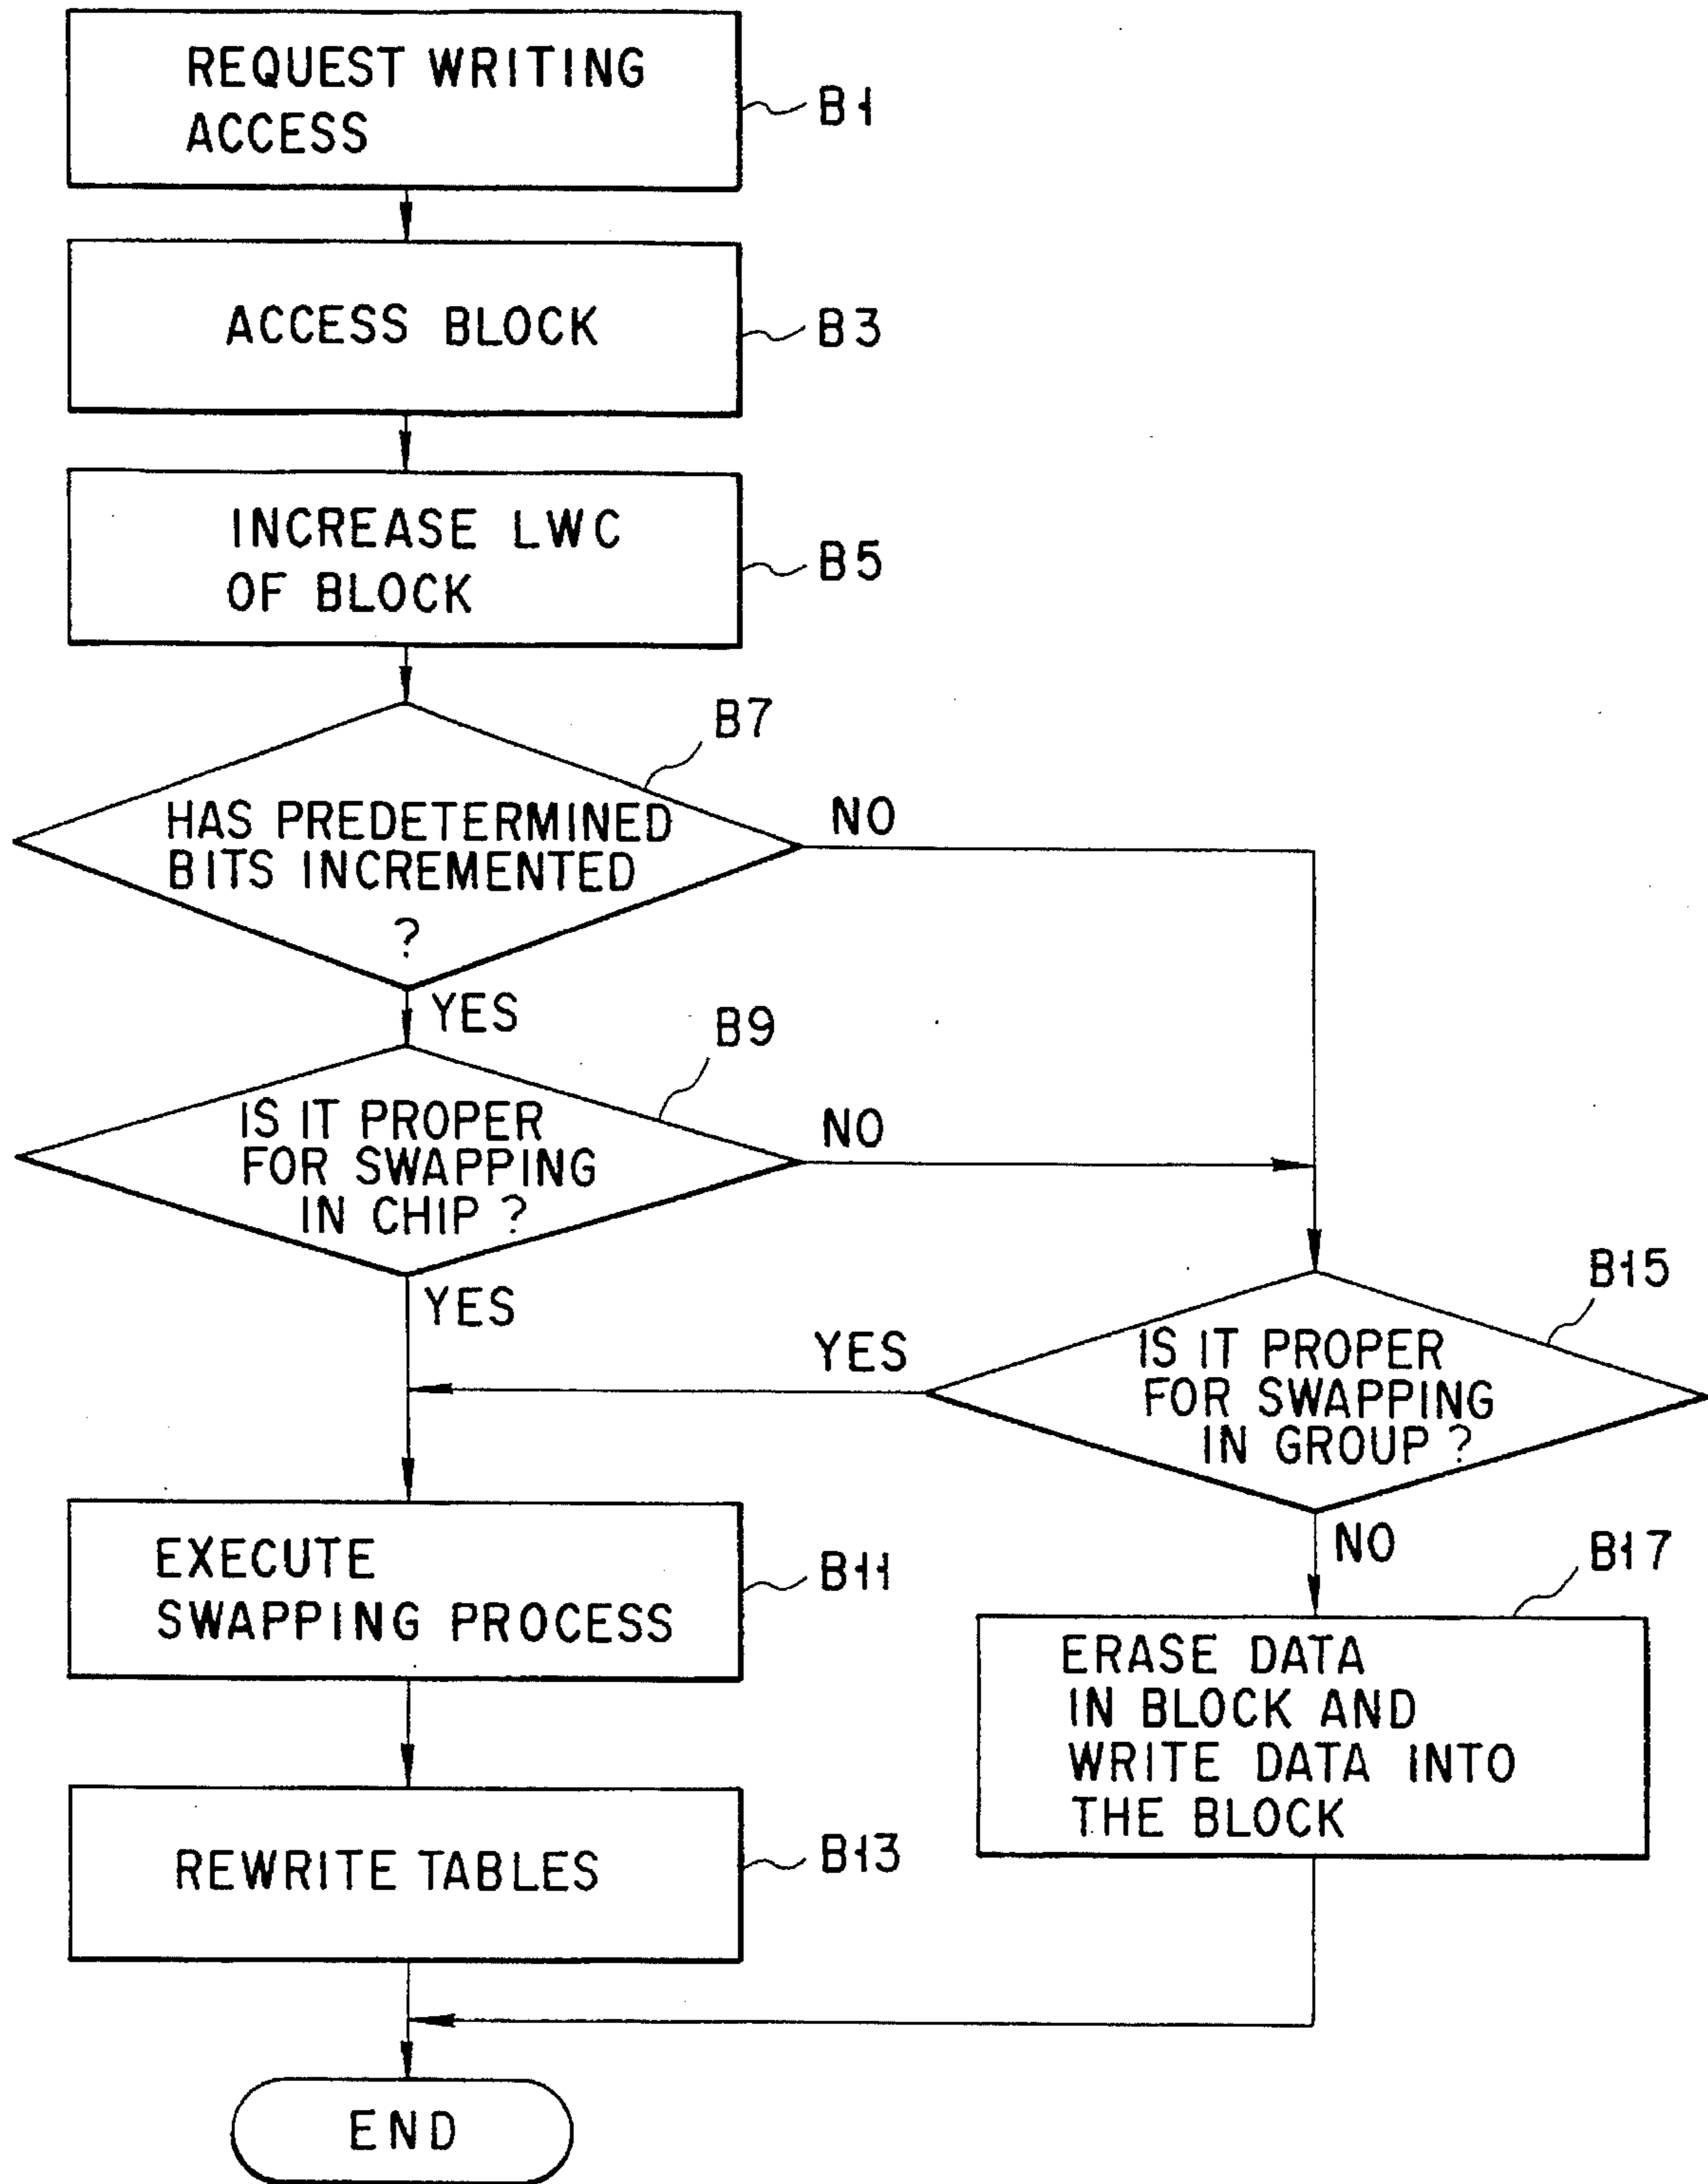 REQUEST WRITING
ACCESS
B1
ACCESS BLOCK
B3
INCREASE LWC
OF BLOCK
B5
B7
HAS PREDETERMINED
BITS INCREMENTED
?
NO
YES
B9
IS IT PROPER
FOR SWAPPING
IN CHIP ?
NO
YES
B15
IS IT PROPER
FOR SWAPPING
IN GROUP ?
YES
NO
EXECUTE
SWAPPING PROCESS
B11
B17
ERASE DATA
IN BLOCK AND
WRITE DATA INTO
THE BLOCK
REWRITE TABLES
B13
END